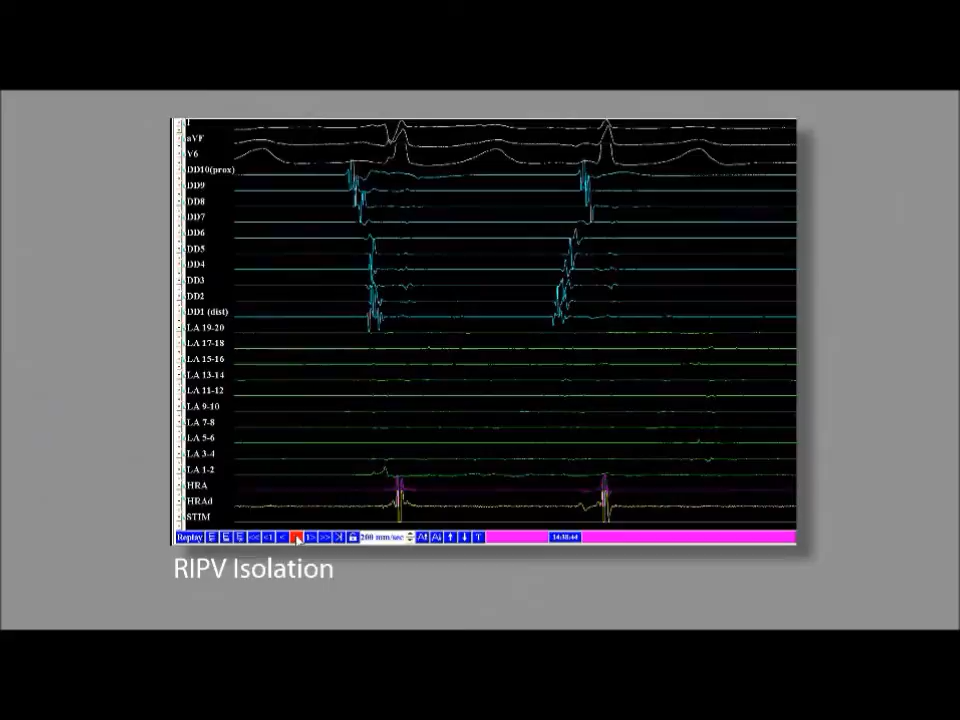 I
aVF
V6
DD10(prox)
DD9
DD8
DD7
DD6
DD5
DD4
DD3
DD2
DD1 (dist)
LA 19-20
LA 17-18
LA 15-16
LA 13-14
LA 11-12
LA 9-10
LA 7-8
LA 5-6
LA 3-4
LA 1-2
HRA
HRAd
STIM
Replay 200 mm/sec T
RIPV Isolation